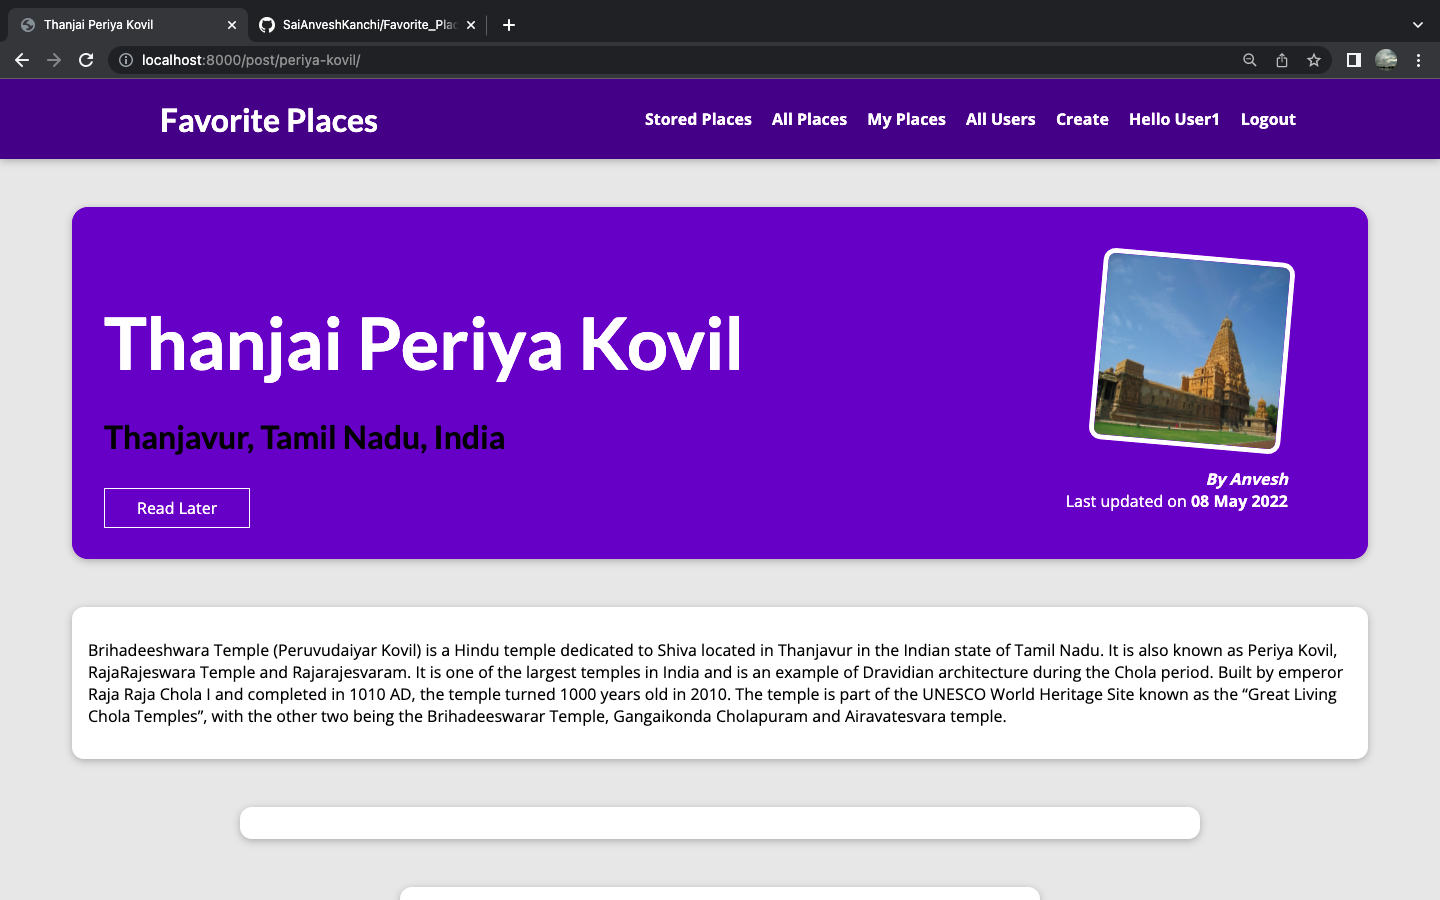 Thanjai Periya Kovil
SaiAnveshKanchi/Favorite_Plac
localhost:8000/post/periya-kovil/
Favorite Places
Stored Places
All Places
My Places
All Users
Create
Hello User1
Logout
Thanjai Periya Kovil
Thanjavur, Tamil Nadu, India
Read Later
By Anvesh
Last updated on 08 May 2022
Brihadeeshwara Temple (Peruvudaiyar Kovil) is a Hindu temple dedicated to Shiva located in Thanjavur in the Indian state of Tamil Nadu. It is also known as Periya Kovil,
RajaRajeswara Temple and Rajarajesvaram. It is one of the largest temples in India and is an example of Dravidian architecture during the Chola period. Built by emperor
Raja Raja Chola I and completed in 1010 AD, the temple turned 1000 years old in 2010. The temple is part of the UNESCO World Heritage Site known as the “Great Living
Chola Temples”, with the other two being the Brihadeeswarar Temple, Gangaikonda Cholapuram and Airavatesvara temple.